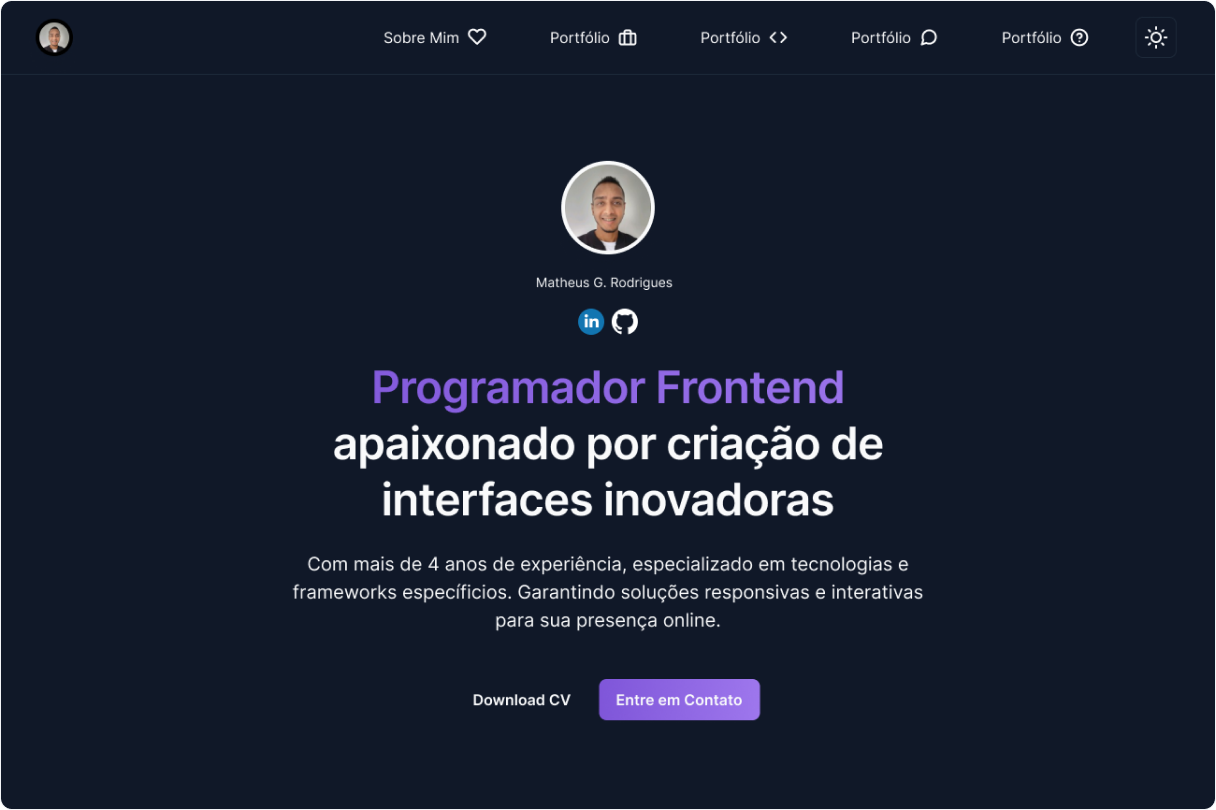 Sobre Mim
Portfólio
Portfólio
Portfólio
Portfólio
Matheus G. Rodrigues
in
Programador Frontend
apaixonado por criação de
interfaces inovadoras
Com mais de 4 anos de experiência, especializado em tecnologias e
frameworks específicios. Garantindo soluções responsivas e interativas
para sua presença online.
Download CV
Entre em Contato